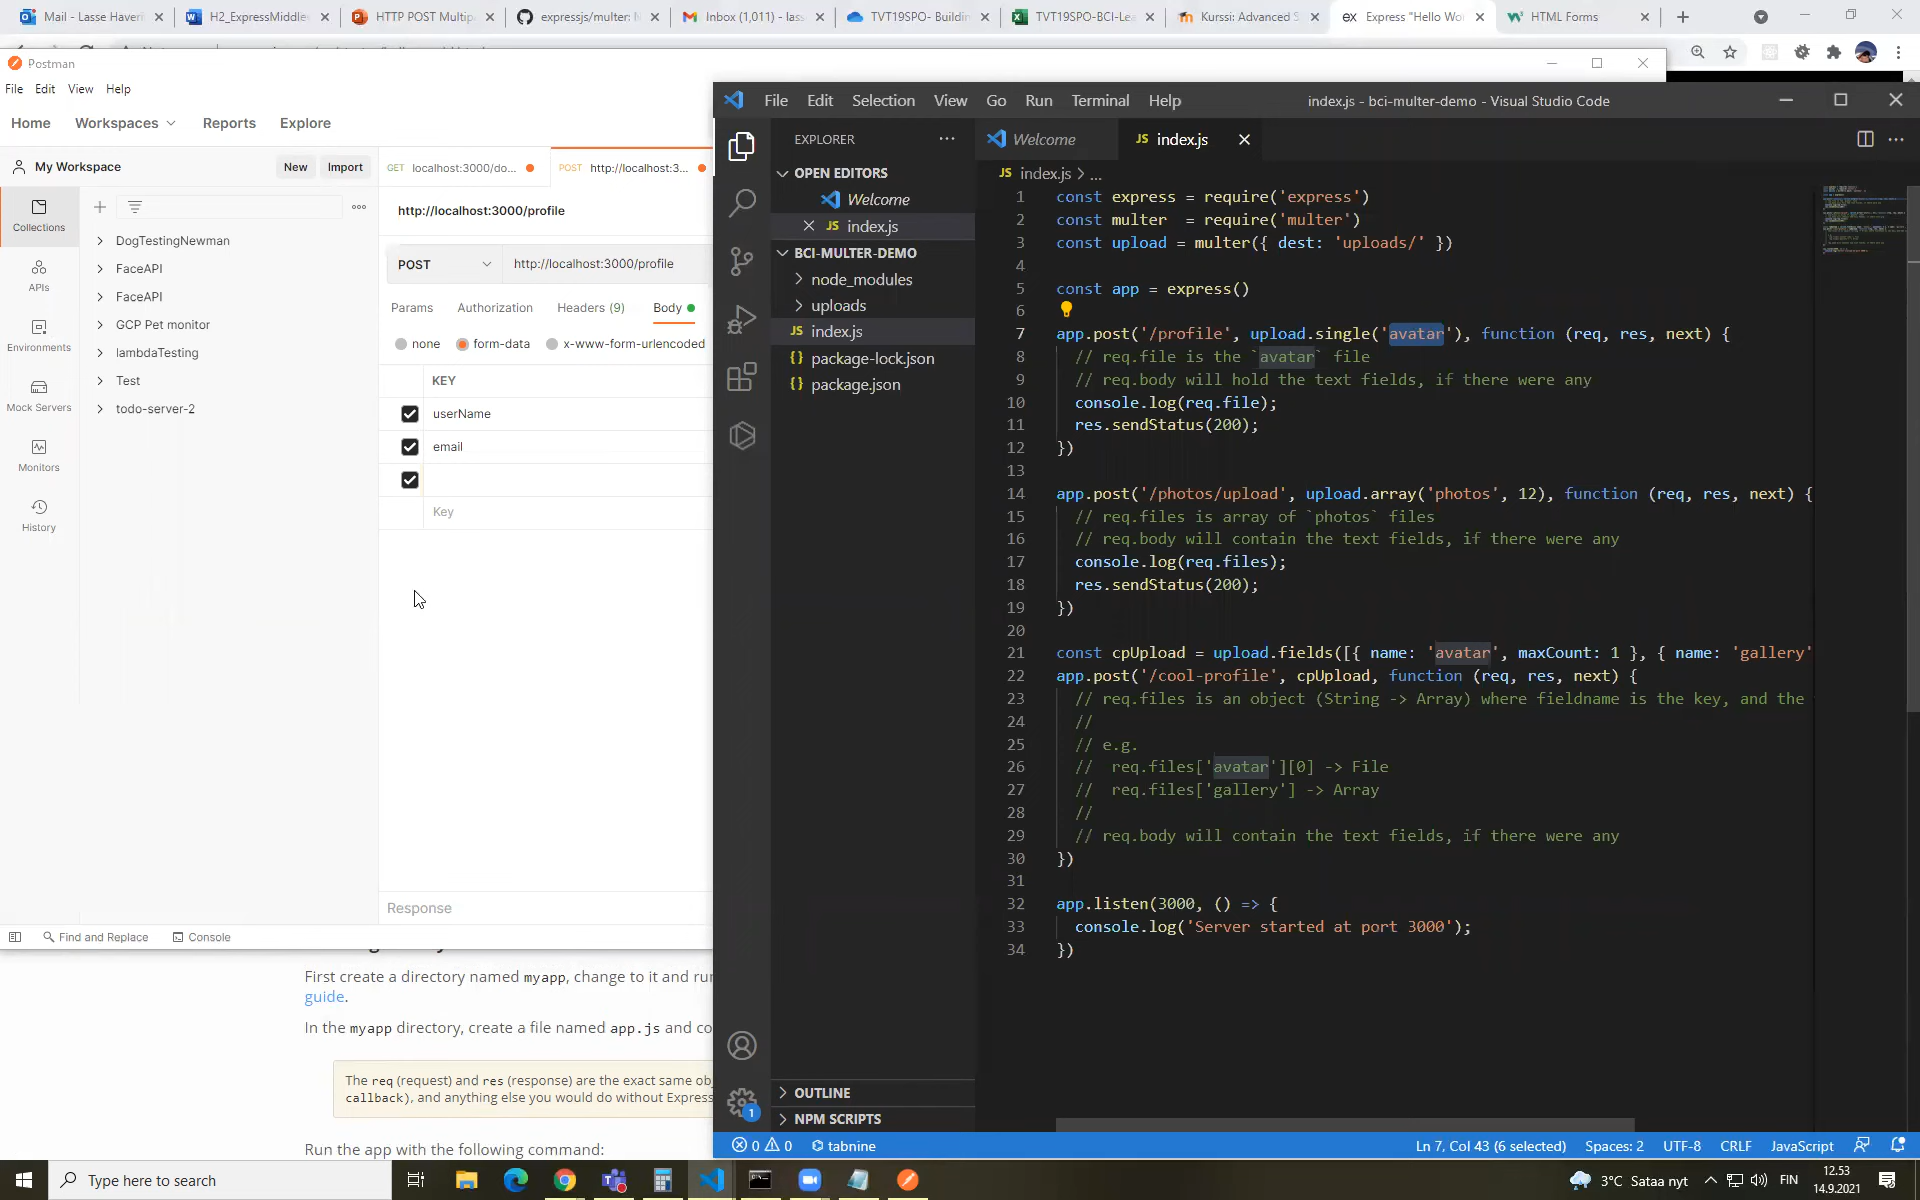 Mail - Lasse Haveri
H2_ExpressMiddlew
HTTP POST Multipa
expressjs/multer: N
Inbox (1,011) - lass
TVT19SPO- Buildin
TVT19SPO-BCI-Lea
Kurssi: Advanced S
Express "Hello Wor
HTML Forms
Postman
File Edit View Help
Home Workspaces Reports Explore
My Workspace
New Import
GET localhost:3000/do...
POST http://localhost:3...
Collections
APIs
Environments
Mock Servers
Monitors
History
DogTestingNewman
FaceAPI
FaceAPI
GCP Pet monitor
lambdaTesting
Test
todo-server-2
http://localhost:3000/profile
POST http://localhost:3000/profile
Params Authorization Headers (9) Body
none form-data x-www-form-urlencoded
KEY
userName
email
Key
Response
Find and Replace Console
First create a directory named myapp, change to it and ru
guide.
In the myapp directory, create a file named app.js and co
The req (request) and res (response) are the exact same obj
callback), and anything else you would do without Express
Run the app with the following command:
File Edit Selection View Go Run Terminal Help
index.js - bci-multer-demo - Visual Studio Code
EXPLORER
OPEN EDITORS
Welcome
JS index.js
BCI-MULTER-DEMO
node_modules
uploads
JS index.js
{} package-lock.json
{} package.json
OUTLINE
NPM SCRIPTS
Welcome
JS index.js
JS index.js > ...
1 const express = require('express')
2 const multer  = require('multer')
3 const upload = multer({ dest: 'uploads/' })
4
5 const app = express()
6
7 app.post('/profile', upload.single('avatar'), function (req, res, next) {
8 // req.file is the `avatar` file
9 // req.body will hold the text fields, if there were any
10 console.log(req.file);
11 res.sendStatus(200);
12 })
13
14 app.post('/photos/upload', upload.array('photos', 12), function (req, res, next) {
15 // req.files is array of `photos` files
16 // req.body will contain the text fields, if there were any
17 console.log(req.files);
18 res.sendStatus(200);
19 })
20
21 const cpUpload = upload.fields([{ name: 'avatar', maxCount: 1 }, { name: 'gallery'
22 app.post('/cool-profile', cpUpload, function (req, res, next) {
23 // req.files is an object (String -> Array) where fieldname is the key, and the
24 //
25 // e.g.
26 //  req.files['avatar'][0] -> File
27 //  req.files['gallery'] -> Array
28 //
29 // req.body will contain the text fields, if there were any
30 })
31
32 app.listen(3000, () => {
33 console.log('Server started at port 3000');
34 })
1
0 0 tabnine
Ln 7, Col 43 (6 selected) Spaces: 2 UTF-8 CRLF JavaScript
Type here to search
3°C Sataa nyt
FIN
12.53
14.9.2021